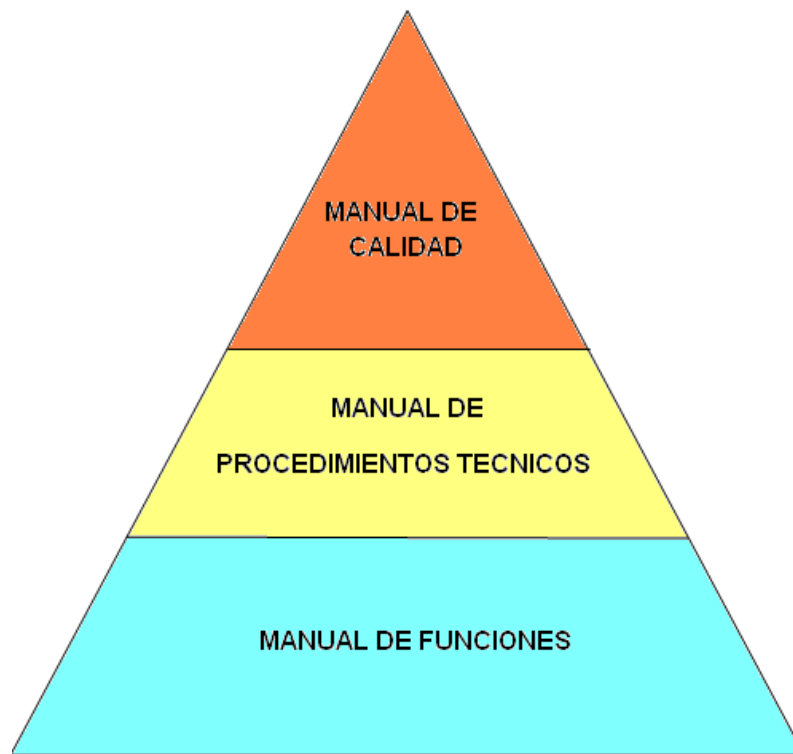 MANUAL DE
CALIDAD
MANUAL DE
PROCEDIMIENTOS TECNICOS
MANUAL DE FUNCIONES